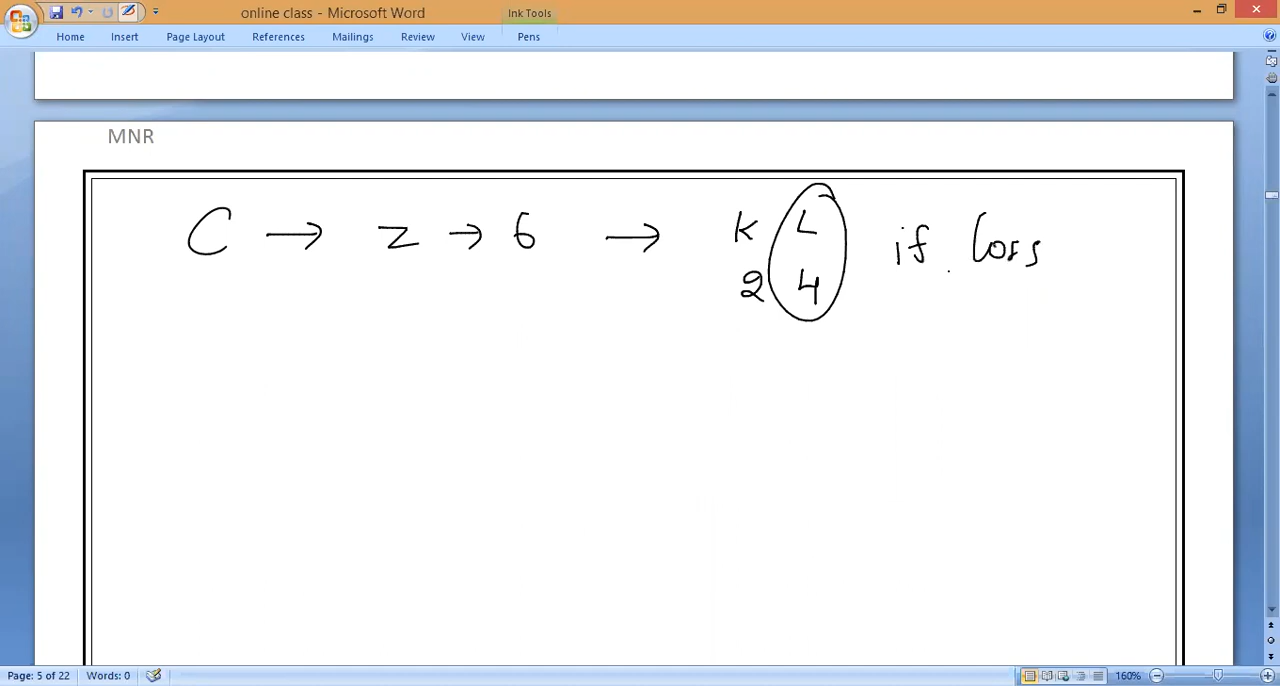 online class - Microsoft Word
Ink Tools
Home Insert Page Layout References Mailings Review View Pens
MNR
C → z → 6 → K L if loss
2 4
Page: 5 of 22 Words: 0 160%